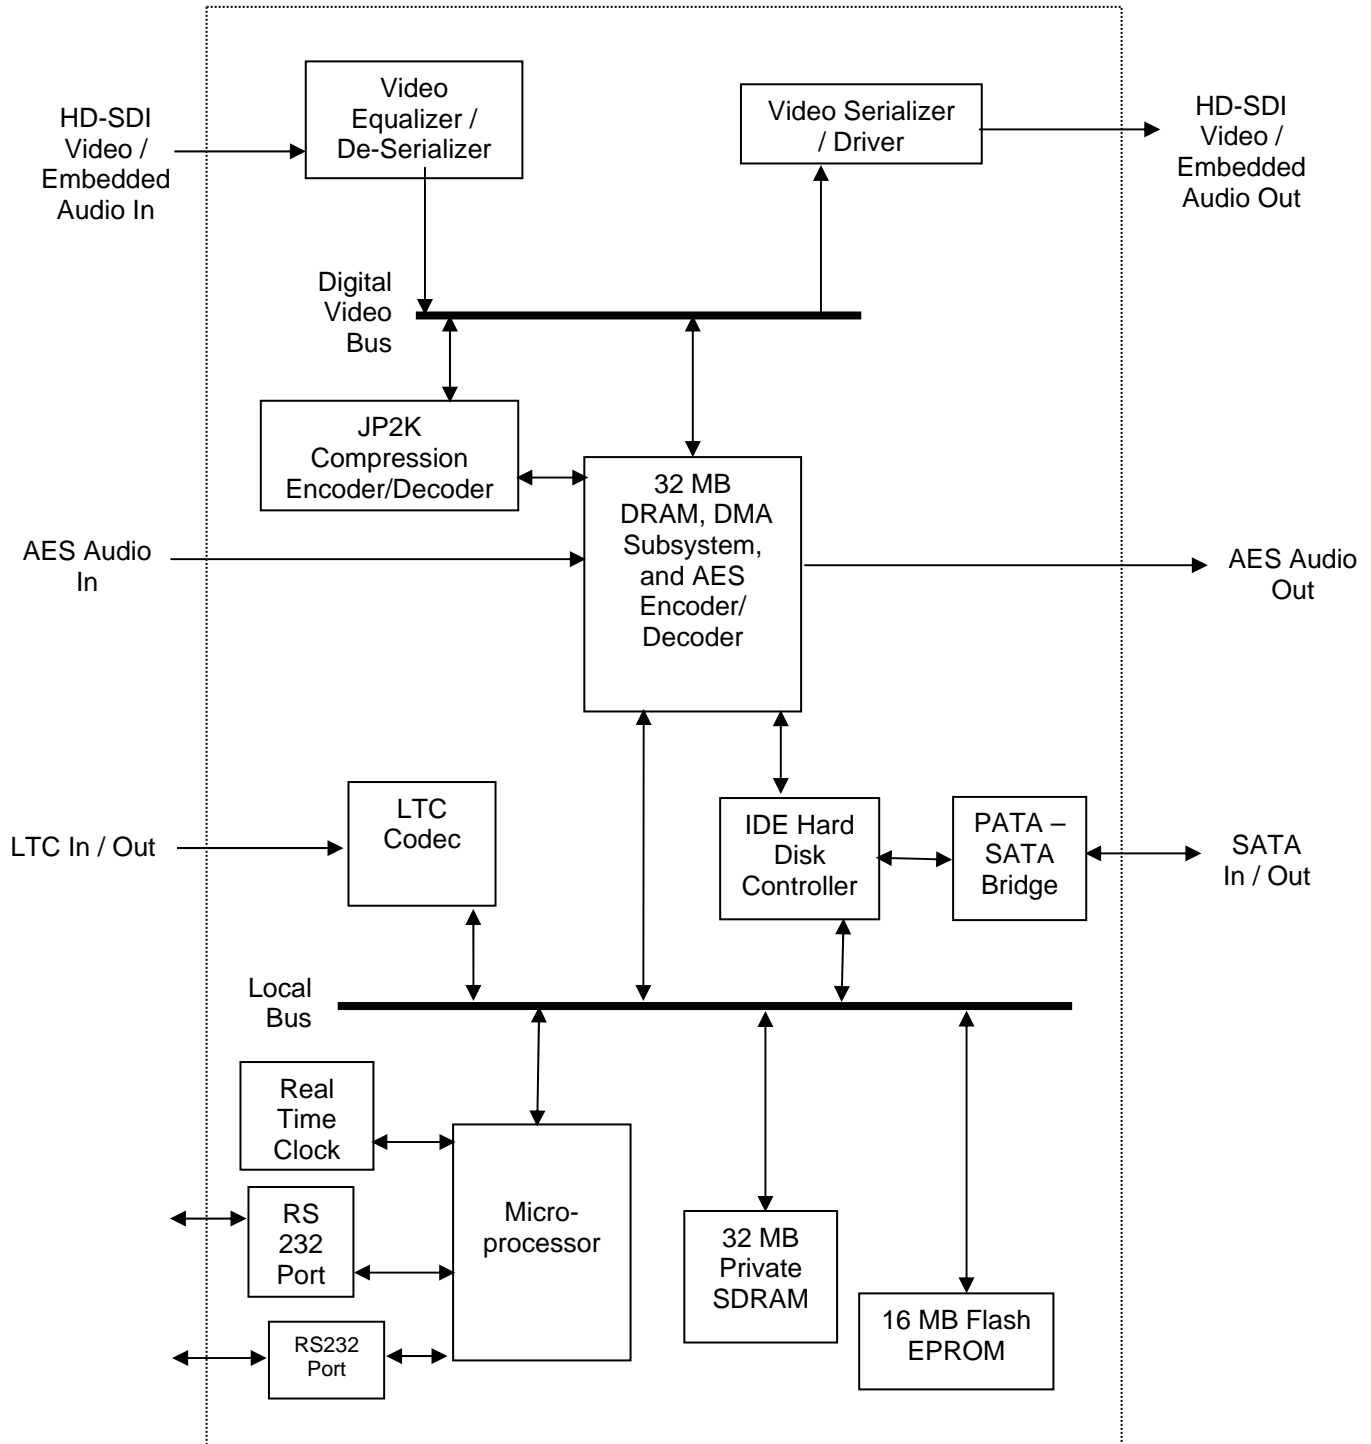 HD-SDI
Video /
Embedded
Audio In
Video
Equalizer /
De-Serializer
Video Serializer
/ Driver
HD-SDI
Video /
Embedded
Audio Out
Digital
Video
Bus
JP2K
Compression
Encoder/Decoder
32 MB
DRAM, DMA
Subsystem,
and AES
Encoder/
Decoder
AES Audio
In
AES Audio
Out
LTC In / Out
LTC
Codec
IDE Hard
Disk
Controller
PATA –
SATA
Bridge
SATA
In / Out
Local
Bus
Real
Time
Clock
RS
232
Port
RS232
Port
Micro-
processor
32 MB
Private
SDRAM
16 MB Flash
EPROM